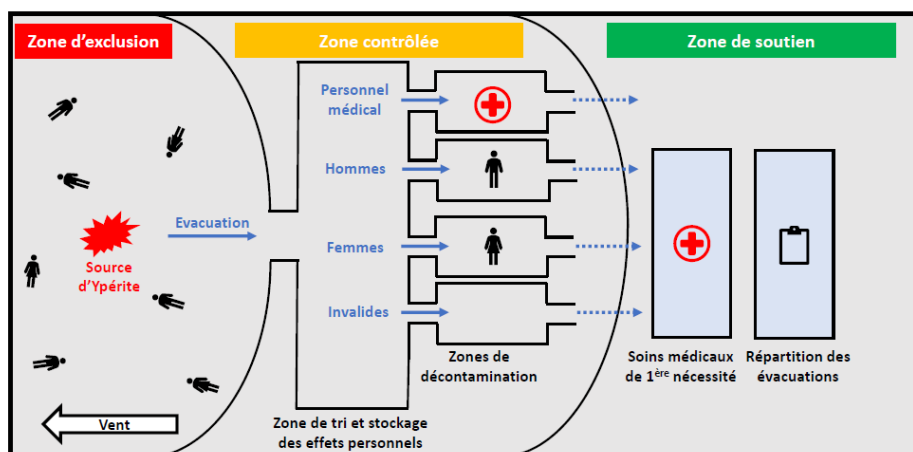 Zone d'exclusion
Zone contrôlée
Zone de soutien
Personnel
médical
Hommes
Evacuation
Femmes
Source
d'Ypérite
Invalides
Zones de
décontamination
Soins médicaux
de 1ère nécessité
Répartition des
évacuations
Vent
Zone de tri et stockage
des effets personnels